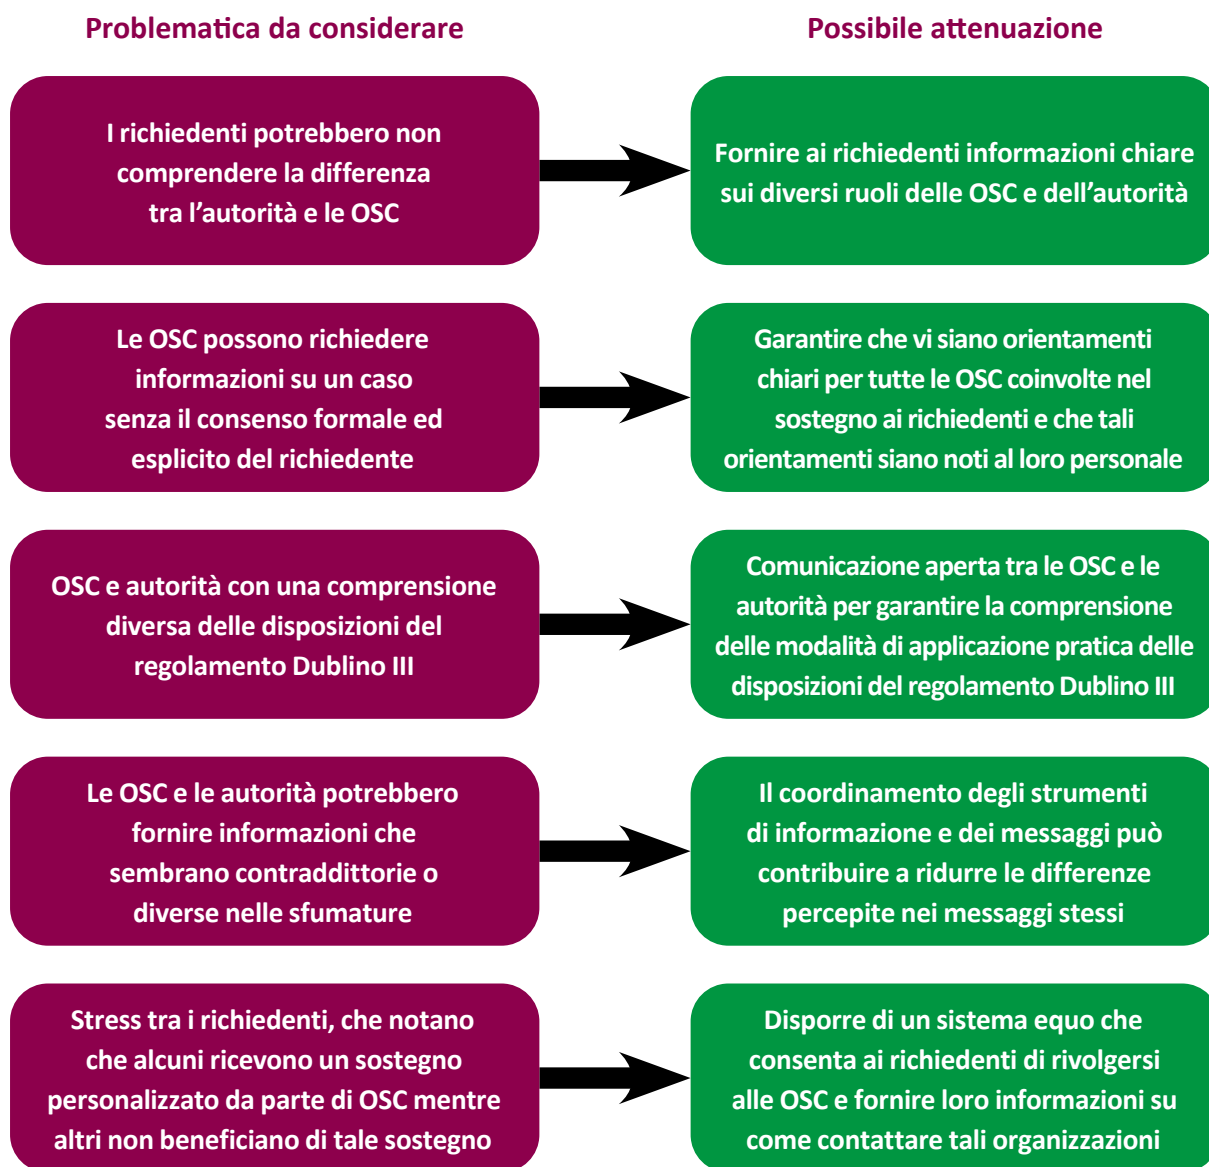 Problematica da considerare
Possibile attenuazione
I richiedenti potrebbero non
comprendere la differenza
tra l'autorità e le OSC
Fornire ai richiedenti informazioni chiare
sui diversi ruoli delle OSC e dell'autorità
Le OSC possono richiedere
informazioni su un caso
senza il consenso formale ed
esplicito del richiedente
Garantire che vi siano orientamenti
chiari per tutte le OSC coinvolte nel
sostegno ai richiedenti e che tali
orientamenti siano noti al loro personale
OSC e autorità con una comprensione
diversa delle disposizioni del
regolamento Dublino III
Comunicazione aperta tra le OSC e le
autorità per garantire la comprensione
delle modalità di applicazione pratica delle
disposizioni del regolamento Dublino III
Le OSC e le autorità potrebbero
fornire informazioni che
sembrano contraddittorie o
diverse nelle sfumature
Il coordinamento degli strumenti
di informazione e dei messaggi può
contribuire a ridurre le differenze
percepite nei messaggi stessi
Stress tra i richiedenti, che notano
che alcuni ricevono un sostegno
personalizzato da parte di OSC mentre
altri non beneficiano di tale sostegno
Disporre di un sistema equo che
consenta ai richiedenti di rivolgersi
alle OSC e fornire loro informazioni su
come contattare tali organizzazioni